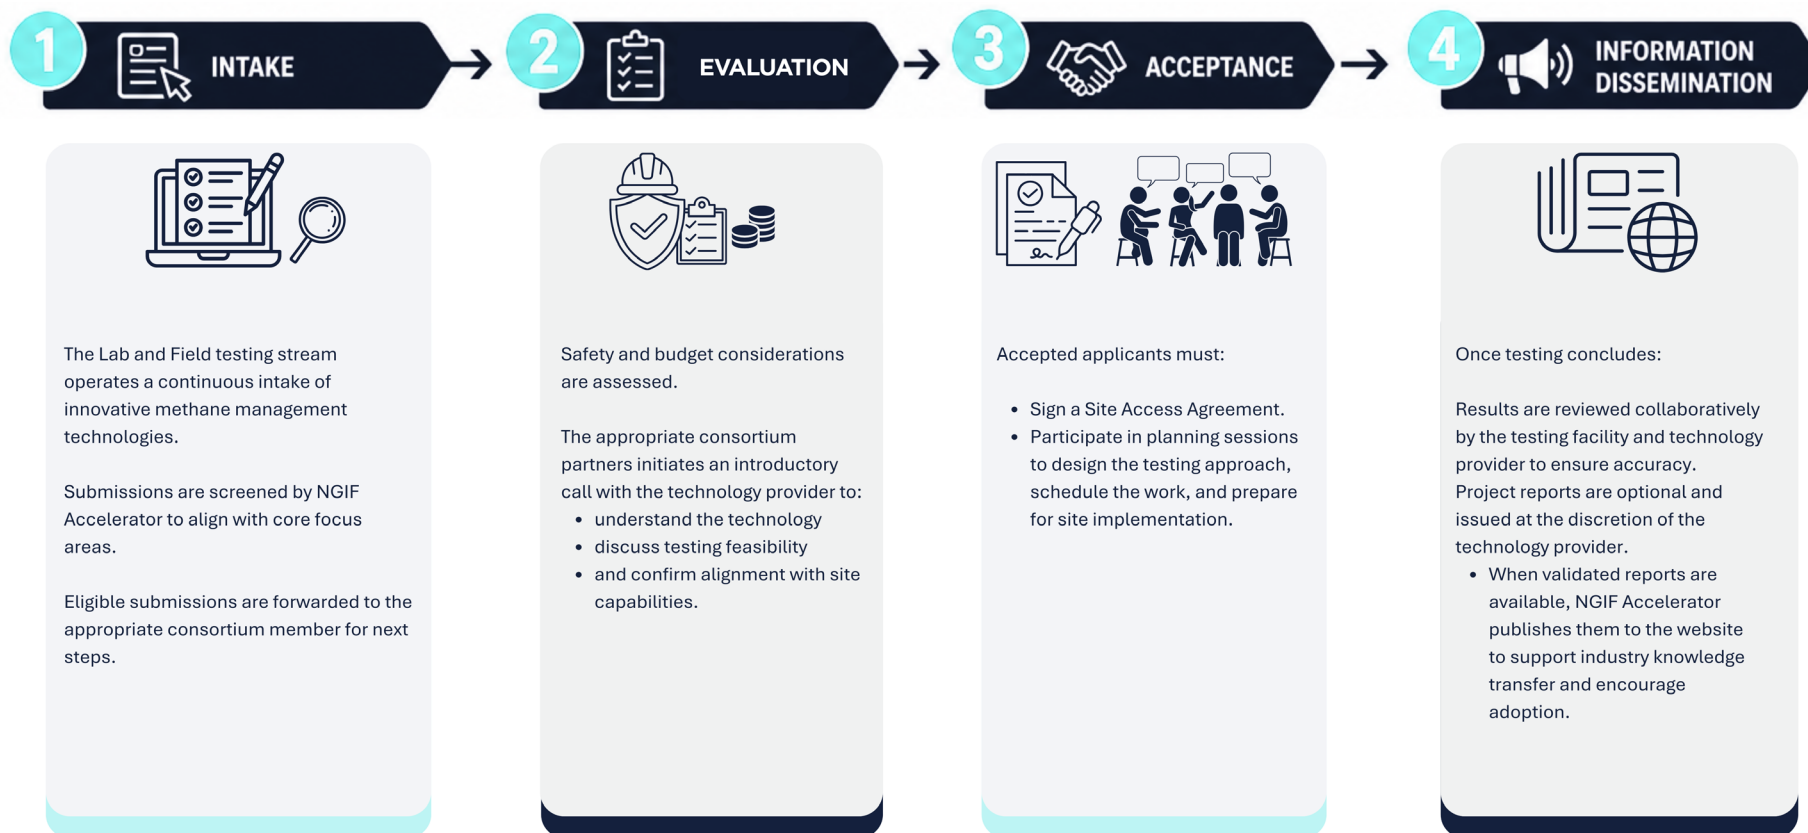 1
INTAKE
The Lab and Field testing stream
operates a continuous intake of
innovative methane management
technologies.
Submissions are screened by NGIF
Accelerator to align with core focus
areas.
Eligible submissions are forwarded to the
appropriate consortium member for next
steps.
2
EVALUATION
Safety and budget considerations
are assessed.
The appropriate consortium
partners initiates an introductory
call with the technology provider to:
• understand the technology
• discuss testing feasibility
• and confirm alignment with site
capabilities.
3
ACCEPTANCE
Accepted applicants must:
• Sign a Site Access Agreement.
• Participate in planning sessions
to design the testing approach,
schedule the work, and prepare
for site implementation.
4
INFORMATION
DISSEMINATION
Once testing concludes:
Results are reviewed collaboratively
by the testing facility and technology
provider to ensure accuracy.
Project reports are optional and
issued at the discretion of the
technology provider.
• When validated reports are
available, NGIF Accelerator
publishes them to the website
to support industry knowledge
transfer and encourage
adoption.